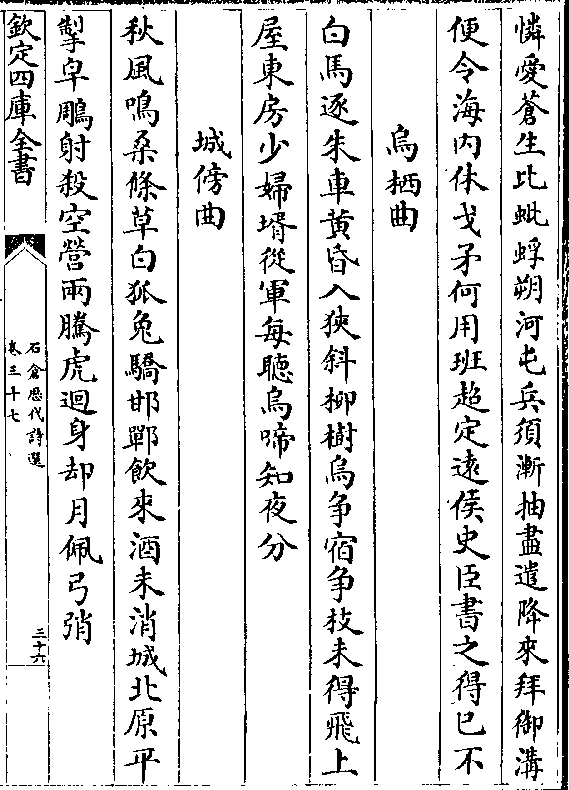 憐愛蒼生比蚍蜉朔河屯兵須漸抽盡遣降來拜御溝
便令海内休戈矛何用班超定遠侯史臣書之得已不
烏栖曲
白馬逐朱車黃昏入狹斜柳樹烏争宿争枝未得飛上
屋東房少婦壻從軍每聽烏啼知夜分
城傍曲
秋風鳴桑條草白狐兔驕邯鄲飲來酒未消城北原平
掣皁鵰射殺空營兩騰虎迴身却月佩弓弰
欽定四庫全書
石倉歴代詩選
卷三十七
三十六